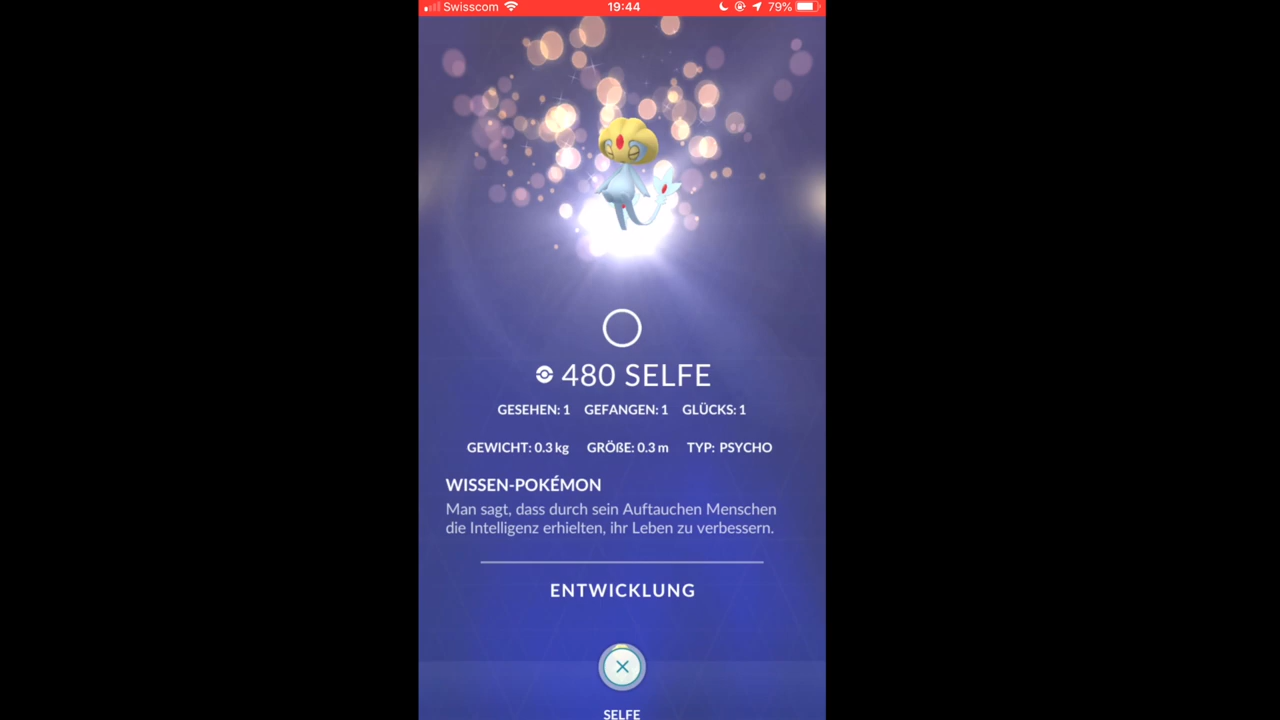 Swisscom 19:44 79%
480 SELFE
GESEHEN: 1 GEFANGEN: 1 GLÜCKS: 1
GEWICHT: 0.3 kg GRÖßE: 0.3 m TYP: PSYCHO
WISSEN-POKÉMON
Man sagt, dass durch sein Auftauchen Menschen
die Intelligenz erhielten, ihr Leben zu verbessern.
ENTWICKLUNG
SELFE